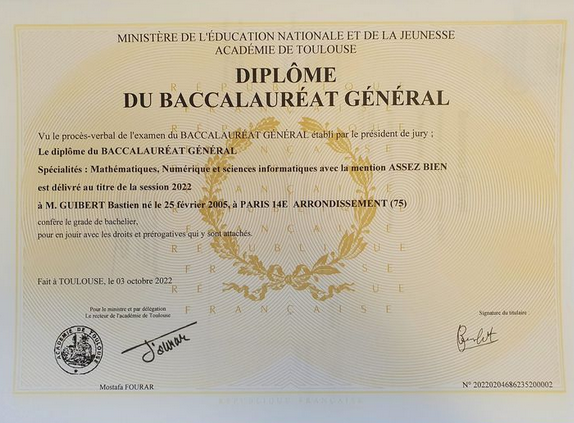 MINISTÈRE DE L'ÉDUCATION NATIONALE ET DE LA JEUNESSE
ACADÉMIE DE TOULOUSE
DIPLÔME
DU BACCALAURÉAT GÉNÉRAL
Vu le procès-verbal de l'examen du BACCALAURÉAT GÉNÉRAL établi par le président de jury ;
Le diplôme du BACCALAURÉAT GÉNÉRAL
Spécialités : Mathématiques, Numérique et sciences informatiques avec la mention ASSEZ BIEN
est délivré au titre de la session 2022
à M. GUIBERT Bastien né le 25 février 2005, à PARIS 14E ARRONDISSEMENT (75)
confère le grade de bachelier,
pour en jouir avec les droits et prérogatives qui y sont attachés.
RÉPUBLIQUE
FRANÇAISE
Fait à TOULOUSE, le 03 octobre 2022
Pour le ministre et par délégation
Le recteur de l'académie de Toulouse
Signature du titulaire
ACADÉMIE DE TOULOUSE
Mostafa FOURAR
N° 20220204686235200002